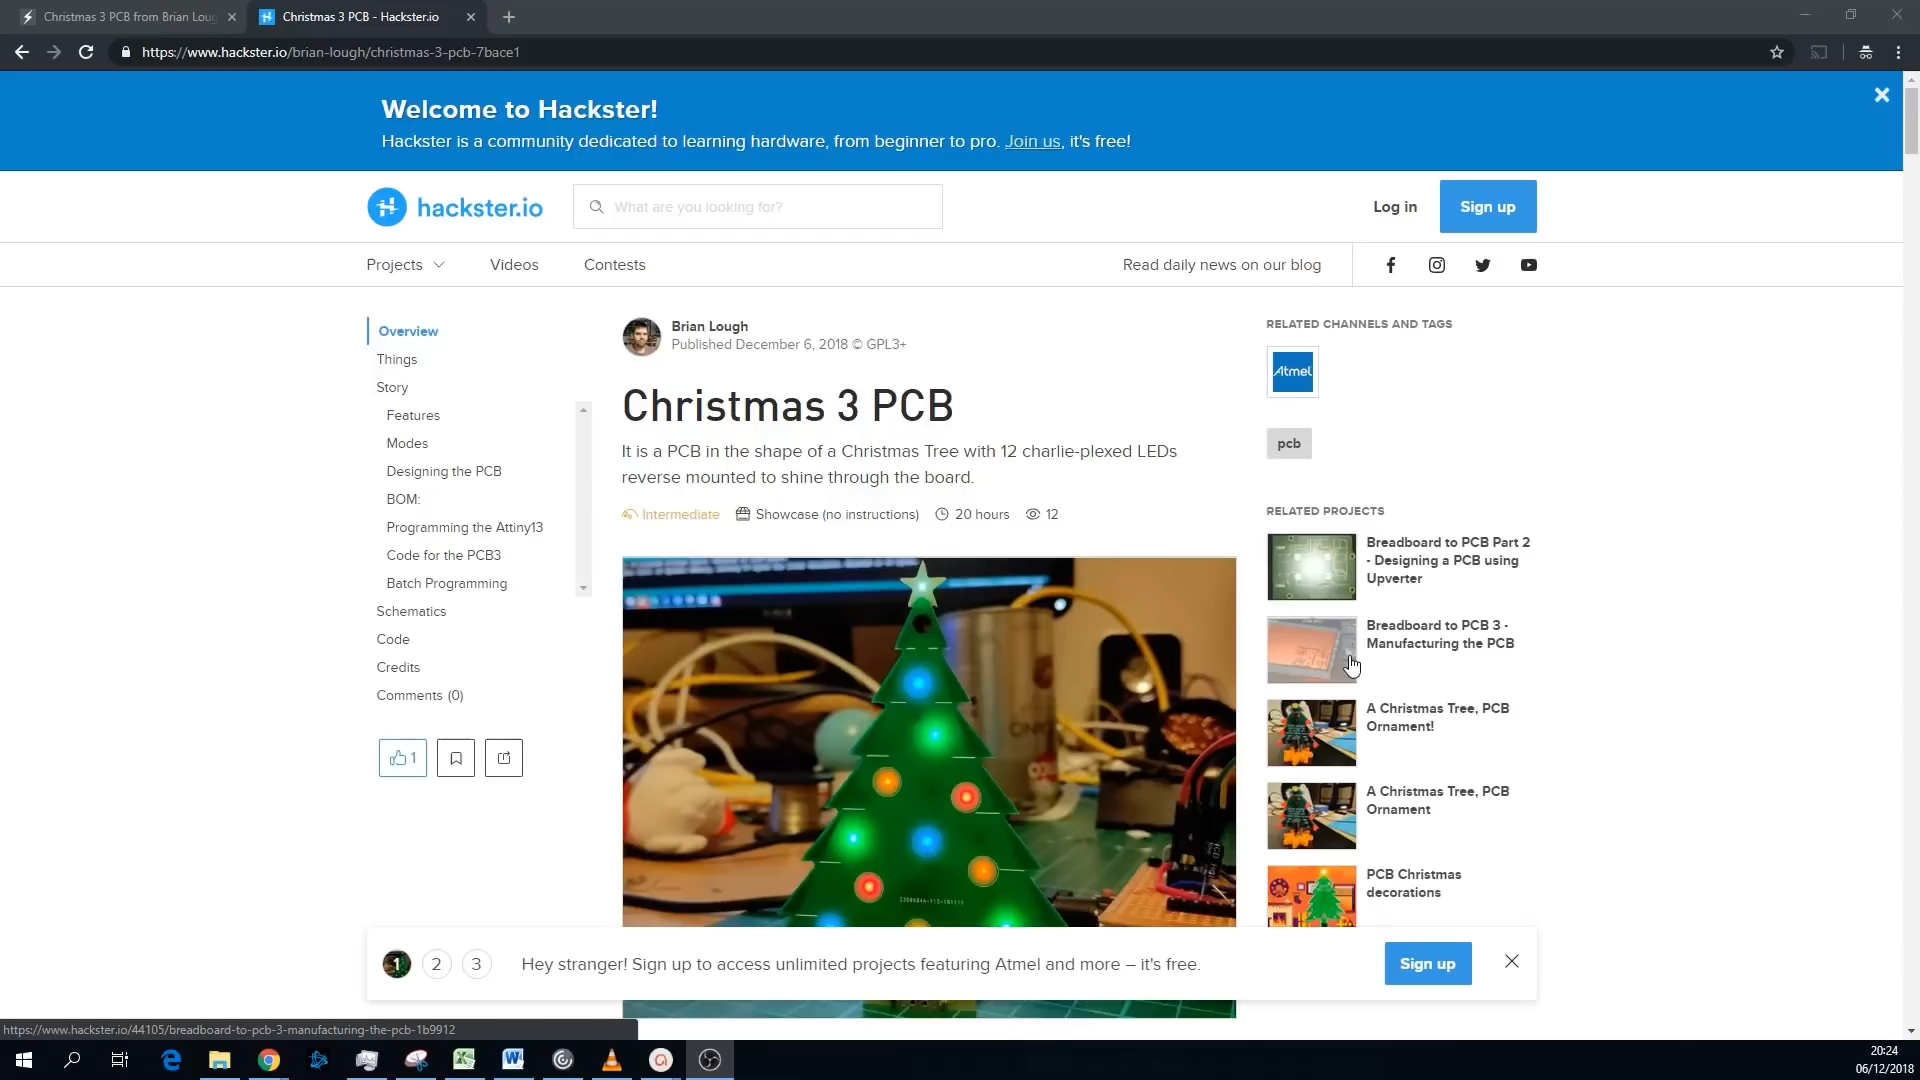 Christmas 3 PCB from Brian Loug
Christmas 3 PCB - Hackster.io
https://www.hackster.io/brian-lough/christmas-3-pcb-7bace1
Welcome to Hackster!
Hackster is a community dedicated to learning hardware, from beginner to pro. Join us, it's free!
hackster.io
What are you looking for?
Log in
Sign up
Projects
Videos
Contests
Read daily news on our blog
Overview
Things
Story
Features
Modes
Designing the PCB
BOM:
Programming the Attiny13
Code for the PCB3
Batch Programming
Schematics
Code
Credits
Comments (0)
1
Brian Lough
Published December 6, 2018 © GPL3+
Christmas 3 PCB
It is a PCB in the shape of a Christmas Tree with 12 charlie-plexed LEDs
reverse mounted to shine through the board.
Intermediate
Showcase (no instructions)
20 hours
12
RELATED CHANNELS AND TAGS
Atmel
pcb
RELATED PROJECTS
Breadboard to PCB Part 2
- Designing a PCB using
Upverter
Breadboard to PCB 3 -
Manufacturing the PCB
A Christmas Tree, PCB
Ornament!
A Christmas Tree, PCB
Ornament
PCB Christmas
decorations
1 2 3
Hey stranger! Sign up to access unlimited projects featuring Atmel and more – it's free.
Sign up
https://www.hackster.io/44105/breadboard-to-pcb-3-manufacturing-the-pcb-1b9912
20:24
06/12/2018